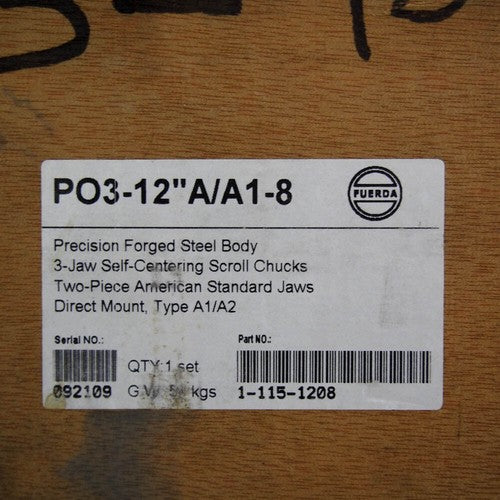 PO3-12"A/A1-8
FUERDA
Precision Forged Steel Body
3-Jaw Self-Centering Scroll Chucks
Two-Piece American Standard Jaws
Direct Mount, Type A1/A2
Serial NO.:
Part NO.:
QTY:1 set
092109
G.W: kgs
1-115-1208